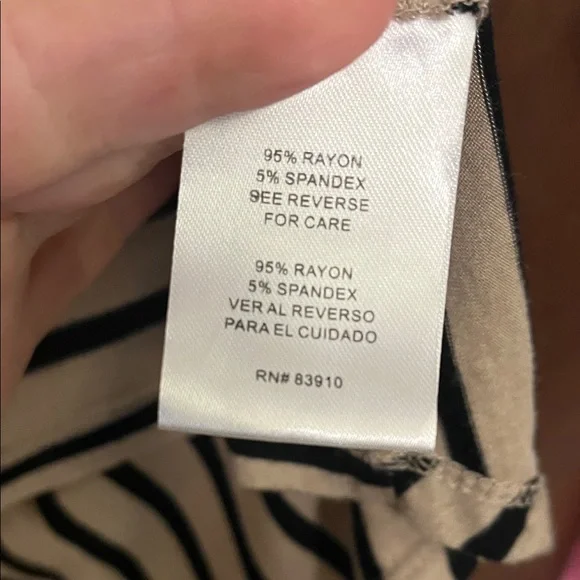 95% RAYON
5% SPANDEX
SEE REVERSE
FOR CARE
95% RAYON
5% SPANDEX
VER AL REVERSO
PARA EL CUIDADO
RN# 83910